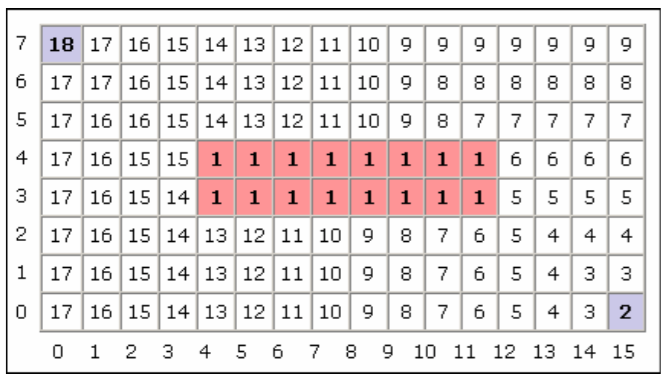 7 18 17 16 15 14 13 12 11 10 9 9 9 9 9 9 9
6 17 17 16 15 14 13 12 11 10 9 8 8 8 8 8 8
5 17 16 16 15 14 13 12 11 10 9 8 7 7 7 7 7
4 17 16 15 15 1 1 1 1 1 1 1 1 6 6 6 6
3 17 16 15 14 1 1 1 1 1 1 1 1 5 5 5 5
2 17 16 15 14 13 12 11 10 9 8 7 6 5 4 4 4
1 17 16 15 14 13 12 11 10 9 8 7 6 5 4 3 3
0 17 16 15 14 13 12 11 10 9 8 7 6 5 4 3 2
0 1 2 3 4 5 6 7 8 9 10 11 12 13 14 15